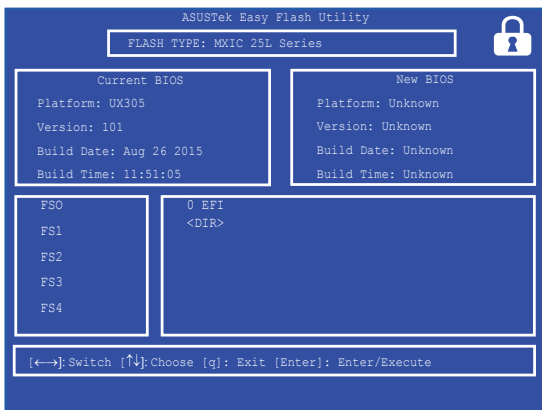 ASUSTek Easy Flash Utility
FLASH TYPE: MXIC 25L Series
Current BIOS
Platform: UX305
Version: 101
Build Date: Aug 26 2015
Build Time: 11:51:05
New BIOS
Platform: Unknown
Version: Unknown
Build Date: Unknown
Build Time: Unknown
FSO
FS1
FS2
FS3
FS4
0 EFI
<DIR>
[←→]: Switch [↑↓]: Choose [q]: Exit [Enter]: Enter/Execute